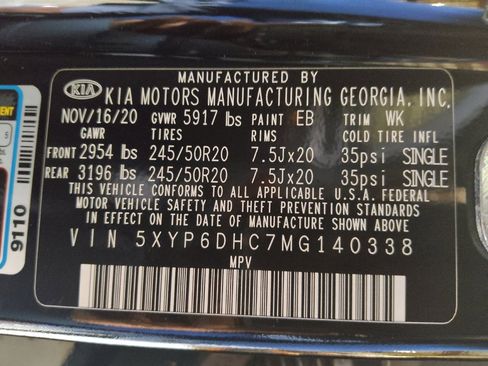 MANUFACTURED BY
KIA KIA MOTORS MANUFACTURING GEORGIA, INC.
NOV/16/20 GVWR 5917 lbs PAINT EB TRIM WK
GAWR TIRES RIMS COLD TIRE INFL
FRONT 2954 lbs 245/50R20 7.5Jx20 35psi SINGLE
REAR 3196 lbs 245/50R20 7.5Jx20 35psi SINGLE
THIS VEHICLE CONFORMS TO ALL APPLICABLE U.S.A. FEDERAL
MOTOR VEHICLE SAFETY AND THEFT PREVENTION STANDARDS
IN EFFECT ON THE DATE OF MANUFACTURE SHOWN ABOVE.
VIN 5XYP6DHC7MG140338
MPV
5
9110